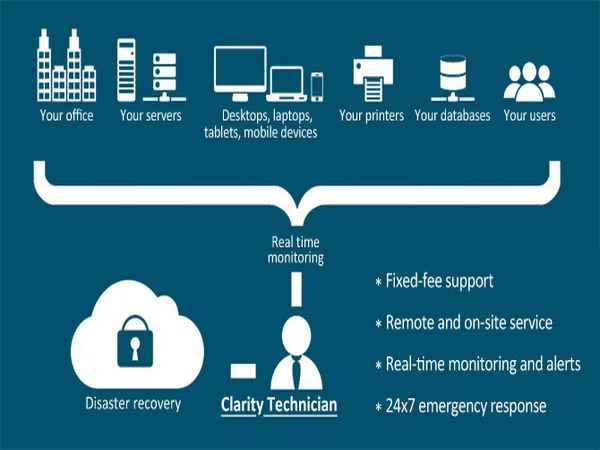 Your office
Your servers
Desktops, laptops,
tablets, mobile devices
Your printers
Your databases
Your users
Real time
monitoring
* Fixed-fee support
* Remote and on-site service
* Real-time monitoring and alerts
* 24x7 emergency response
Disaster recovery
Clarity Technician